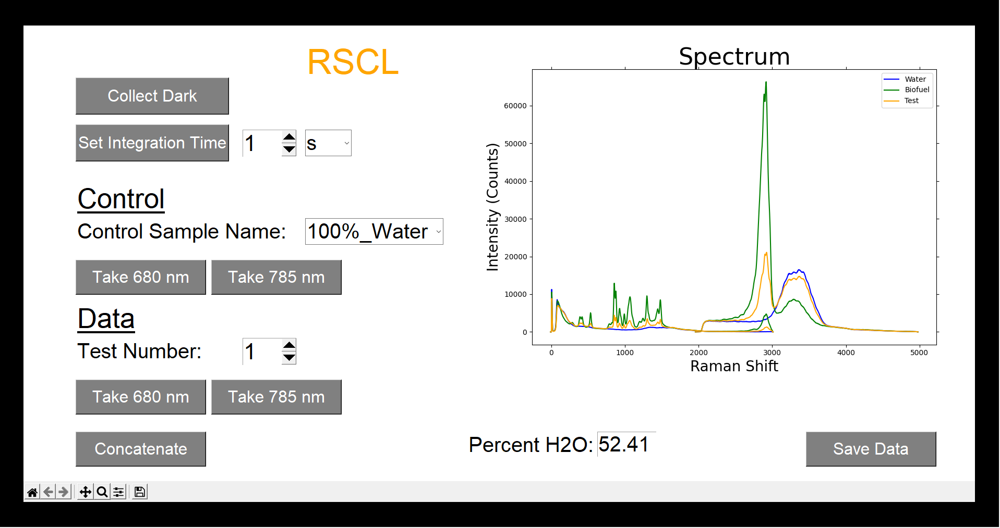 RSCL
Collect Dark
Set Integration Time 1 s
Control
Control Sample Name: 100%_Water
Take 680 nm Take 785 nm
Data
Test Number: 1
Take 680 nm Take 785 nm
Concatenate
Spectrum
Water
Biofuel
Test
Intensity (Counts)
60000
50000
40000
30000
20000
10000
0
0 1000 2000 3000 4000 5000
Raman Shift
Percent H2O: 52.41
Save Data